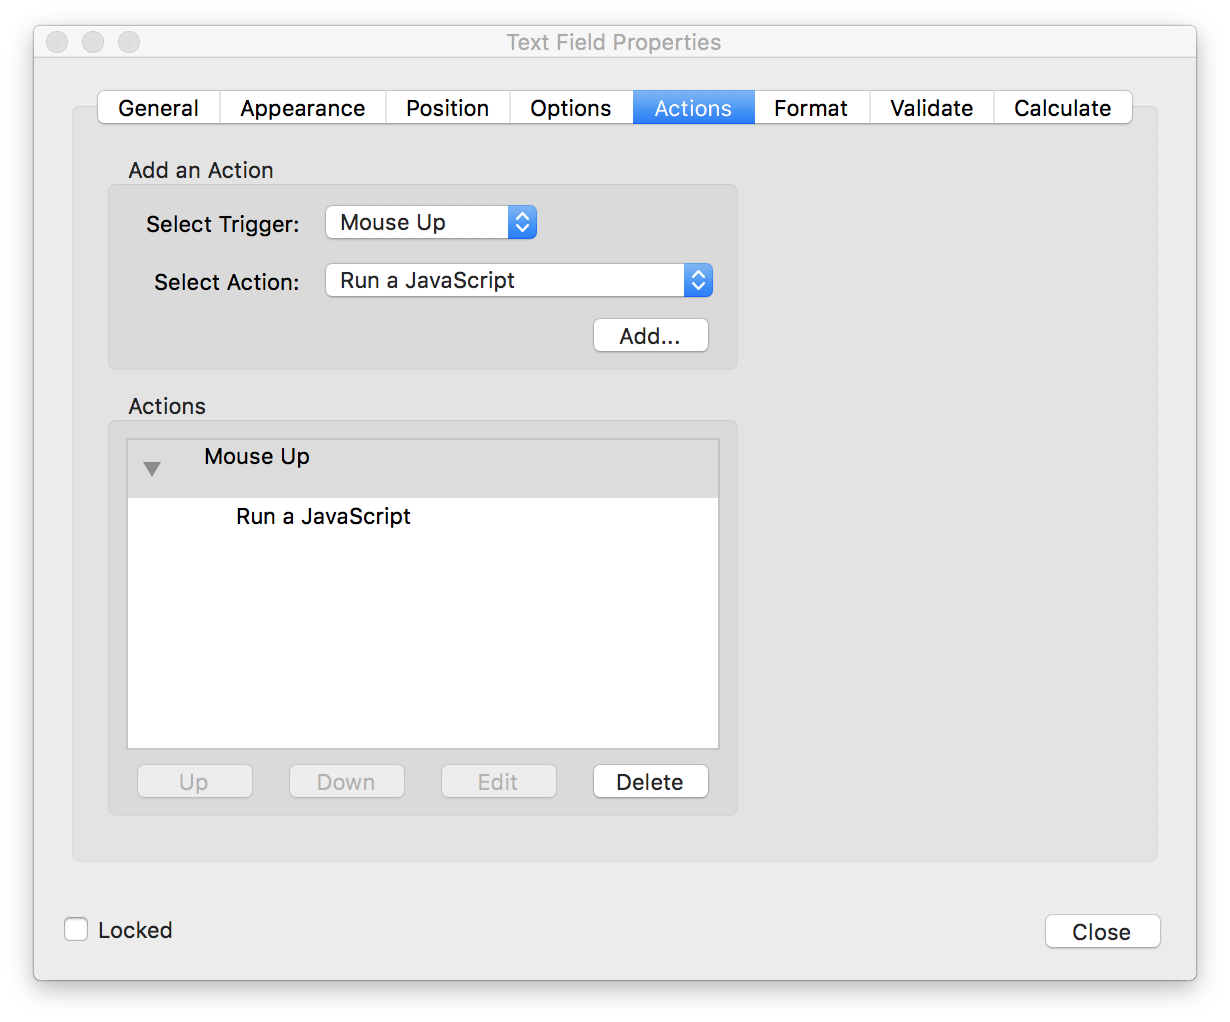 Text Field Properties
General Appearance Position Options Actions Format Validate Calculate
Add an Action
Select Trigger: Mouse Up
Select Action: Run a JavaScript
Add...
Actions
Mouse Up
Run a JavaScript
Up Down Edit Delete
Locked Close